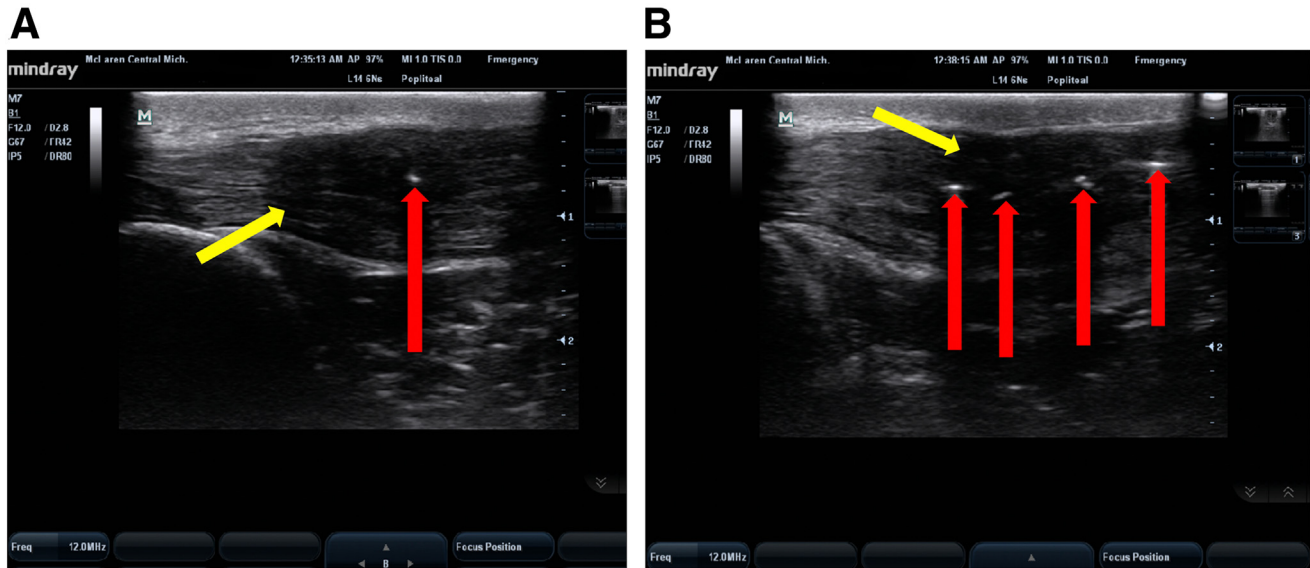 A
McLaren Central Mich. 12:35:13 AM AP 97% MI 1.0 TIS 0.0 Emergency
mindray
L14 6Ns Popliteal
M7
B1
F12.0 / D2.8
G67 / FR42
IP5 / DR80
M
1
2
Freq 12.0MHz
B
Focus Position
B
McLaren Central Mich. 12:38:15 AM AP 97% MI 1.0 TIS 0.0 Emergency
mindray
L14 6Ns Popliteal
M7
B1
F12.0 / D2.8
G67 / FR42
IP5 / DR80
M
1
3
1
2
Freq 12.0MHz
Focus Position